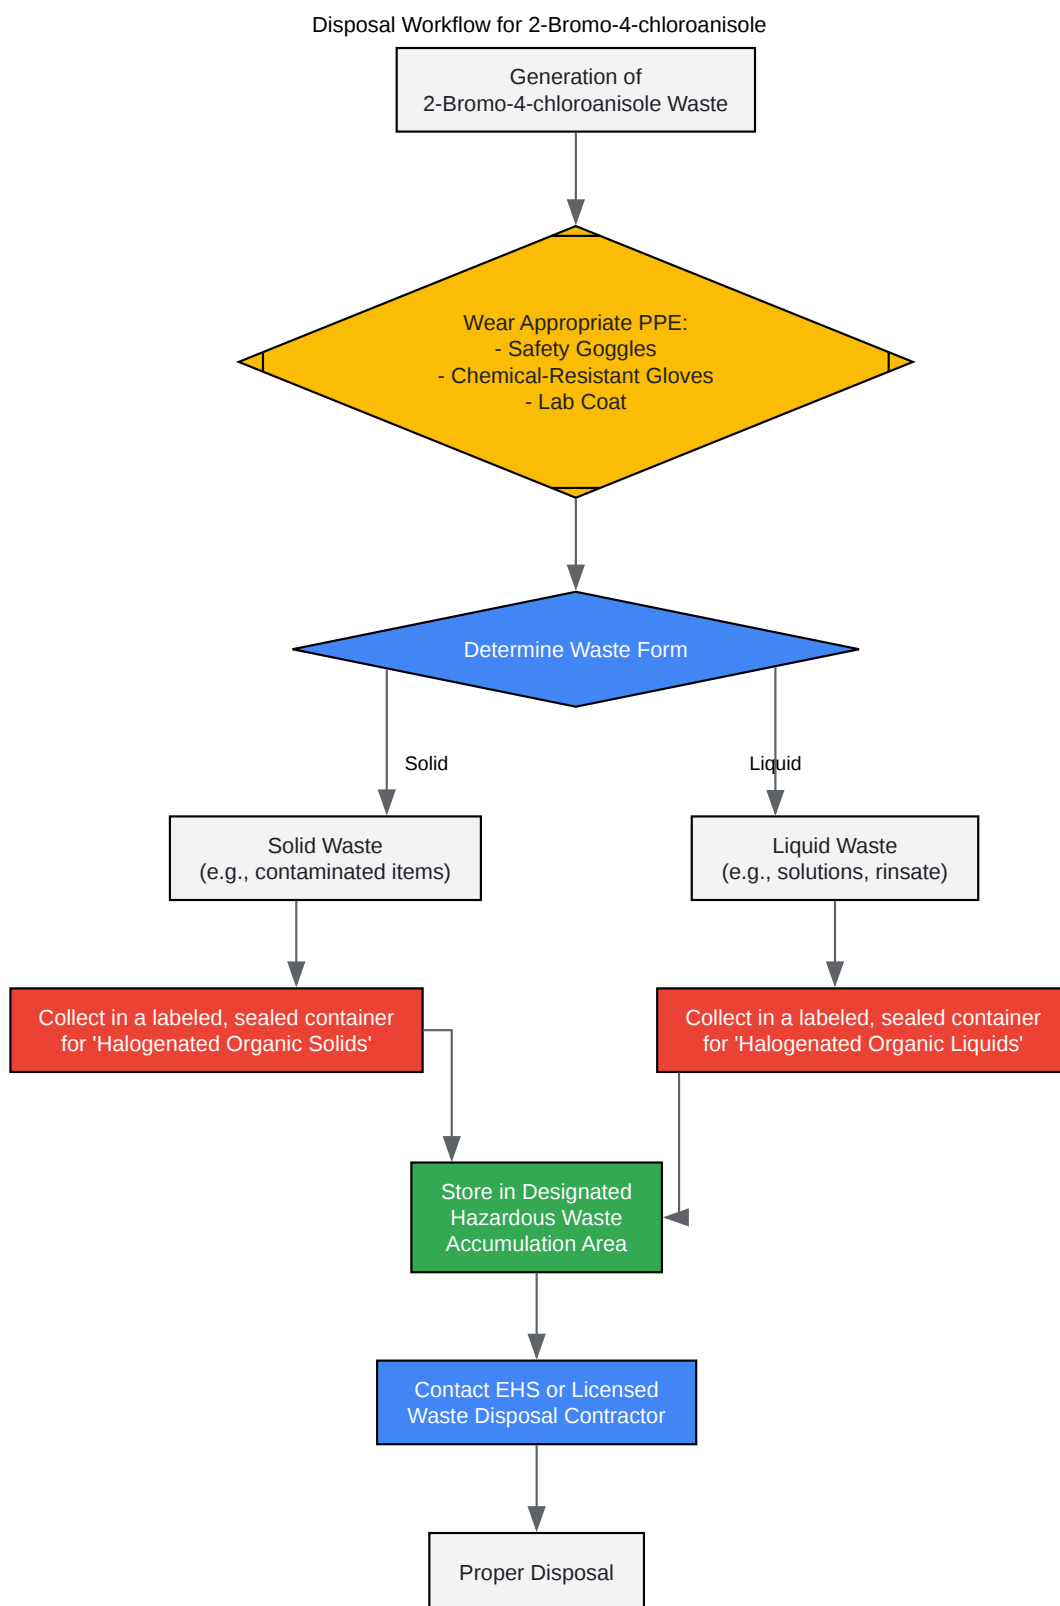 Disposal Workflow for 2-Bromo-4-chloroanisole
Generation of
2-Bromo-4-chloroanisole Waste
Wear Appropriate PPE:
- Safety Goggles
- Chemical-Resistant Gloves
- Lab Coat
Determine Waste Form
Solid
Liquid
Solid Waste
(e.g., contaminated items)
Liquid Waste
(e.g., solutions, rinsate)
Collect in a labeled, sealed container
for 'Halogenated Organic Solids'
Collect in a labeled, sealed container
for 'Halogenated Organic Liquids'
Store in Designated
Hazardous Waste
Accumulation Area
Contact EHS or Licensed
Waste Disposal Contractor
Proper Disposal